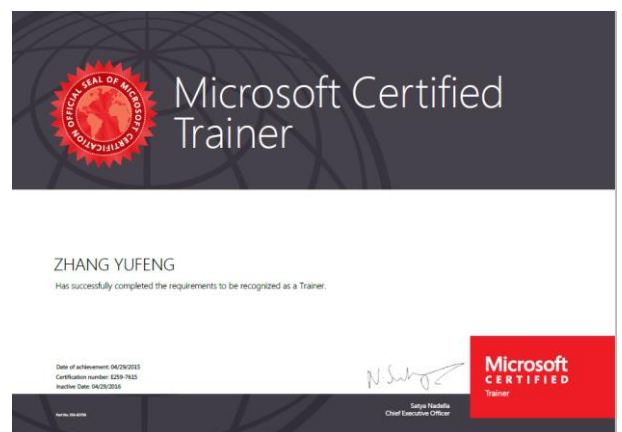 OFFICIAL SEAL OF MICROSOFT CERTIFICATION
Microsoft Certified
Trainer
ZHANG YUFENG
Has successfully completed the requirements to be recognized as a Trainer.
Date of achievement: 04/29/2015
Certification number: E259-7615
Inactive Date: 04/29/2016
Part No.
Satya Nadella
Chief Executive Officer
Microsoft
CERTIFIED
Trainer